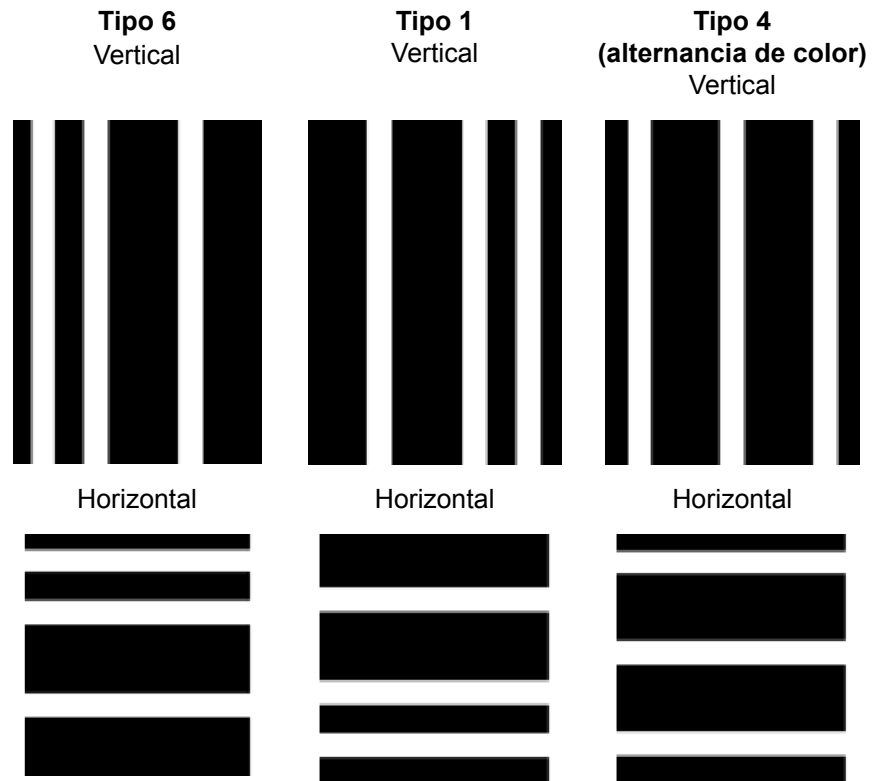 Tipo 6
Vertical
Tipo 1
Vertical
Tipo 4
(alternancia de color)
Vertical
Horizontal
Horizontal
Horizontal